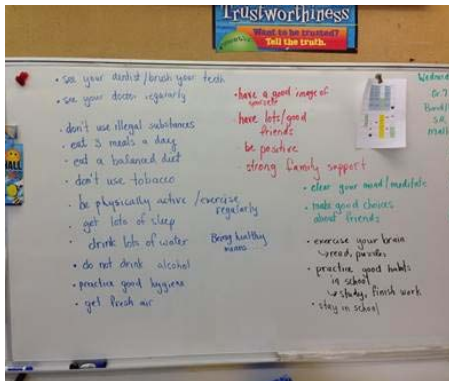 Trustworthiness
Want to be trusted?
Tell the truth.
• see your dentist/brush your teeth
• see your doctor regularly
• don't use illegal substances
• eat 3 meals a day
• eat a balanced diet
• don't use tobacco
• be physically active / exercise
regularly
• get lots of sleep
• drink lots of water
• do not drink alcohol
• practice good hygiene
• get fresh air
Being healthy
means
• have a good image of
yourself
• have lots/good
friends
• be positive
• strong family support
• clear your mind/meditate
• make good choices
about friends
• exercise your brain
↳ read, puzzles
• practice good habits
in school
↳ study, finish work
• stay in school
Gr. 7
S.R.